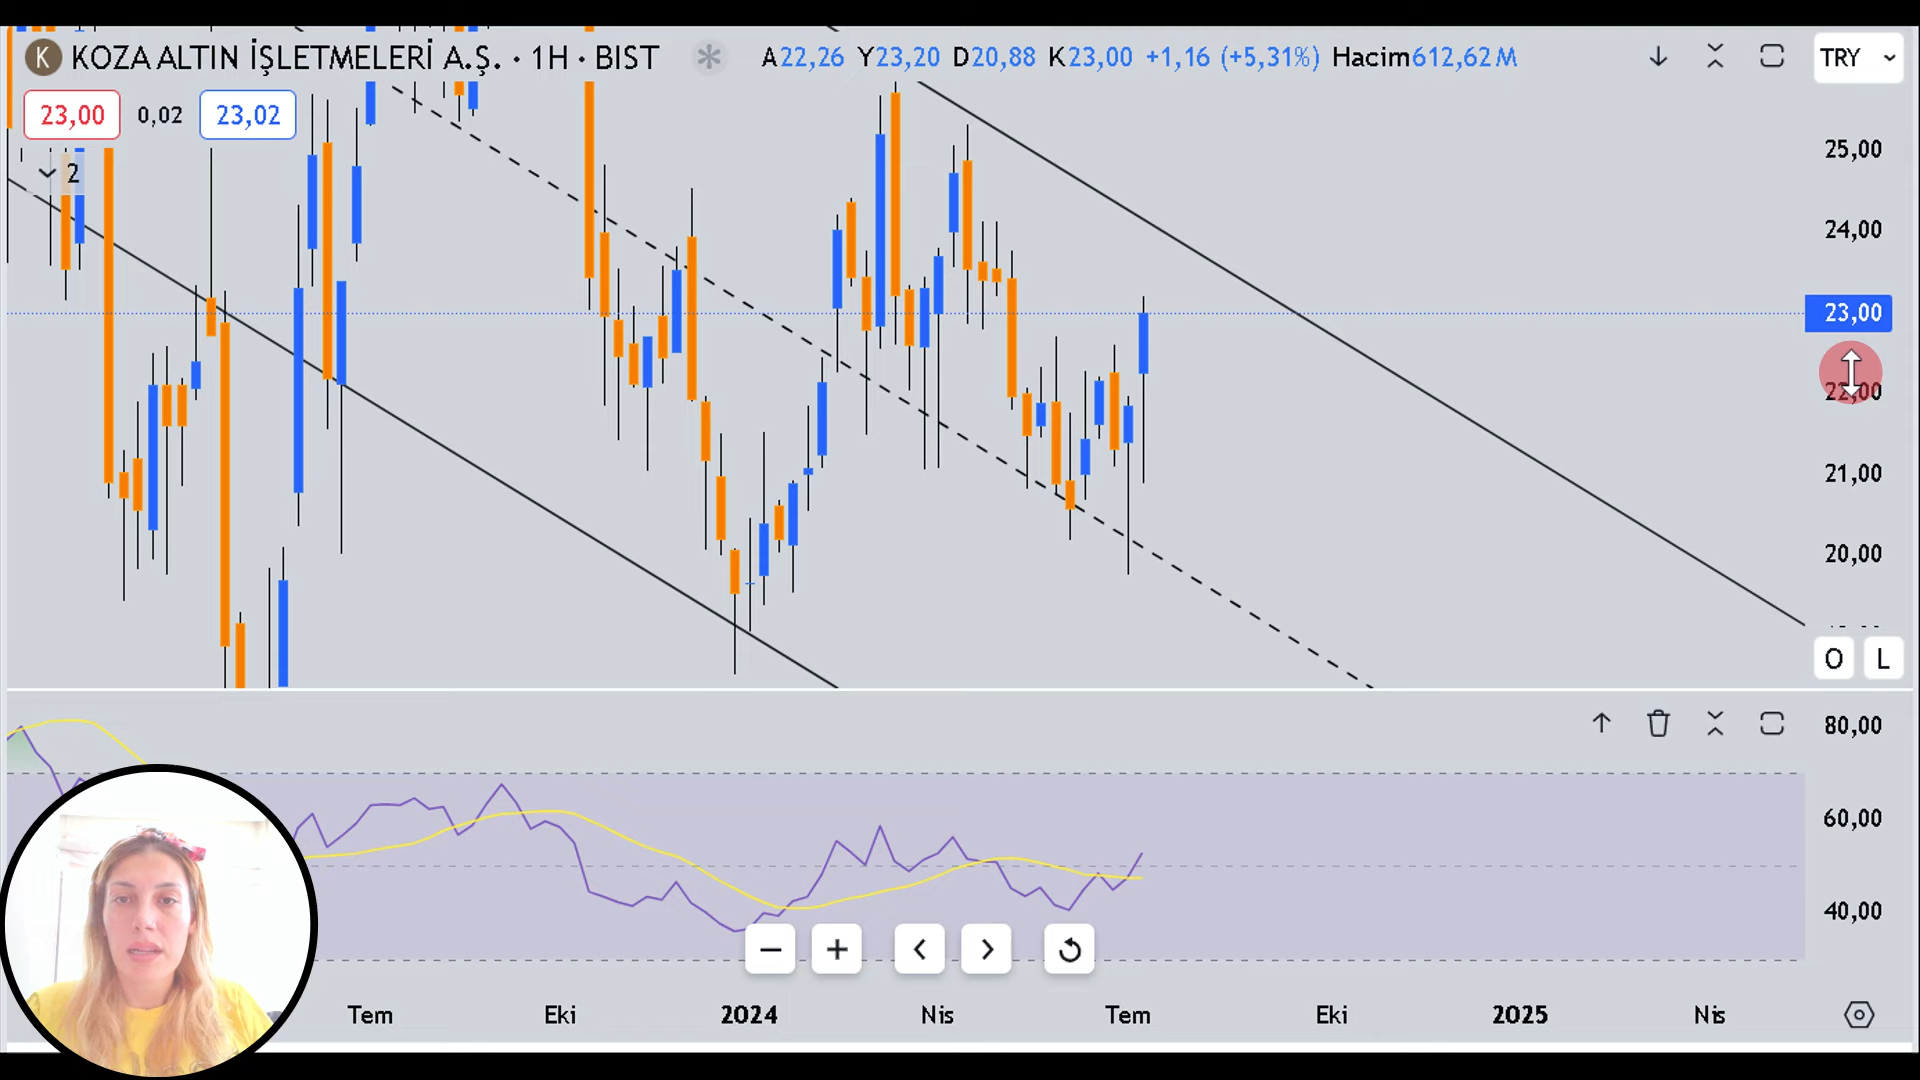 K KOZA ALTIN İŞLETMELERİ A.Ş. · 1H · BIST A22,26 Y23,20 D20,88 K23,00 +1,16 (+5,31%) Hacim612,62 M
TRY
23,00 0,02 23,02
2
25,00
24,00
23,00
22,00
21,00
20,00
O L
80,00
60,00
40,00
Tem Eki 2024 Nis Tem Eki 2025 Nis